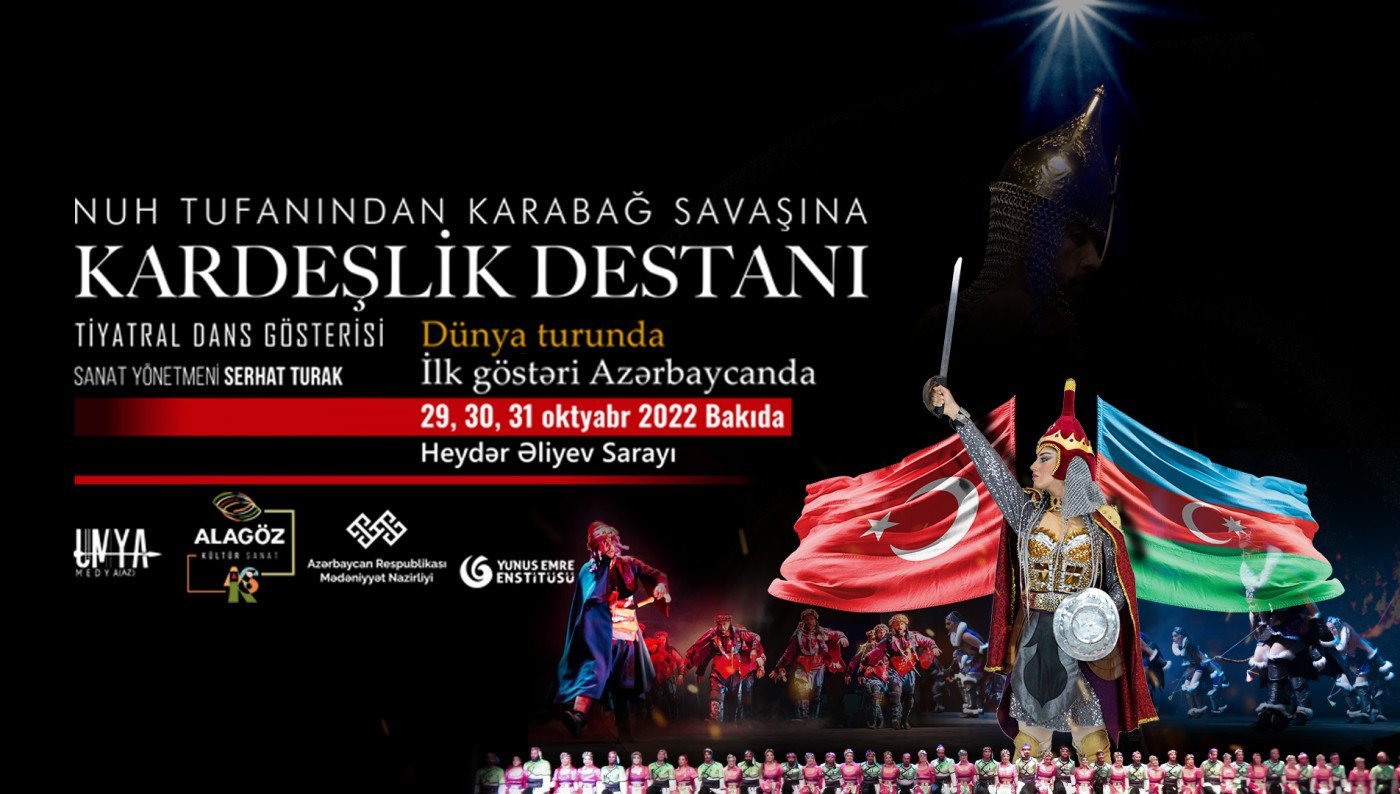 NUH TUFANINDAN KARABAĞ SAVAŞINA
KARDEŞLİK DESTANI
TİYATRAL DANS GÖSTERİSİ
SANAT YÖNETMENİ SERHAT TURAK
Dünya turunda
İlk göstəri Azərbaycanda
29, 30, 31 oktyabr 2022 Bakıda
Heydər Əliyev Sarayı
UMYA
MEDYA(AZ)
ALAGÖZ
KÜLTÜR SANAT
Azərbaycan Respublikası
Mədəniyyət Nazirliyi
YUNUS EMRE
ENSTİTÜSÜ